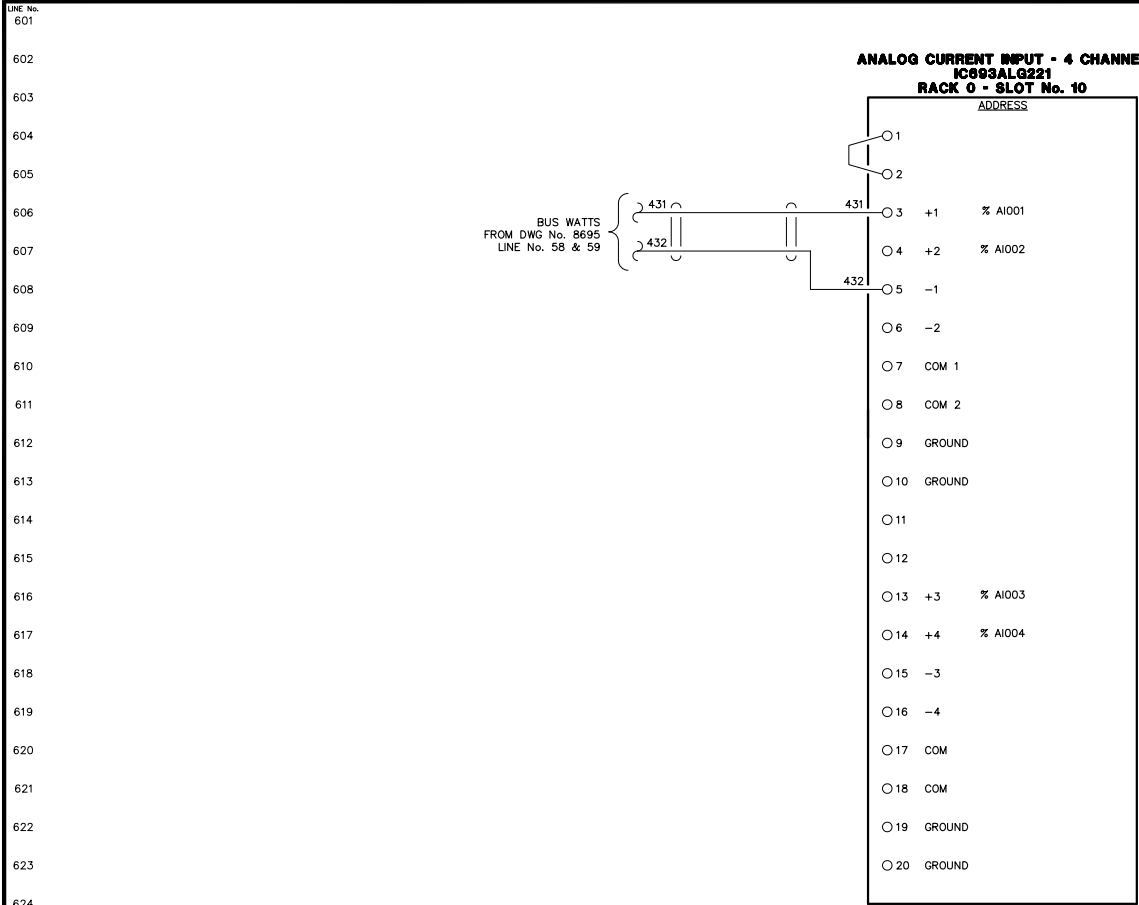 LINE No.
601
602
ANALOG CURRENT INPUT - 4 CHANNE
IC693ALG221
603
RACK 0 - SLOT No. 10
ADDRESS
604
1
605
2
606
431
431
3 +1 % AI001
BUS WATTS
FROM DWG No. 8695
LINE No. 58 & 59
607
432
4 +2 % AI002
608
432
5 −1
609
6 −2
610
7 COM 1
611
8 COM 2
612
9 GROUND
613
10 GROUND
614
11
615
12
616
13 +3 % AI003
617
14 +4 % AI004
618
15 −3
619
16 −4
620
17 COM
621
18 COM
622
19 GROUND
623
20 GROUND
624